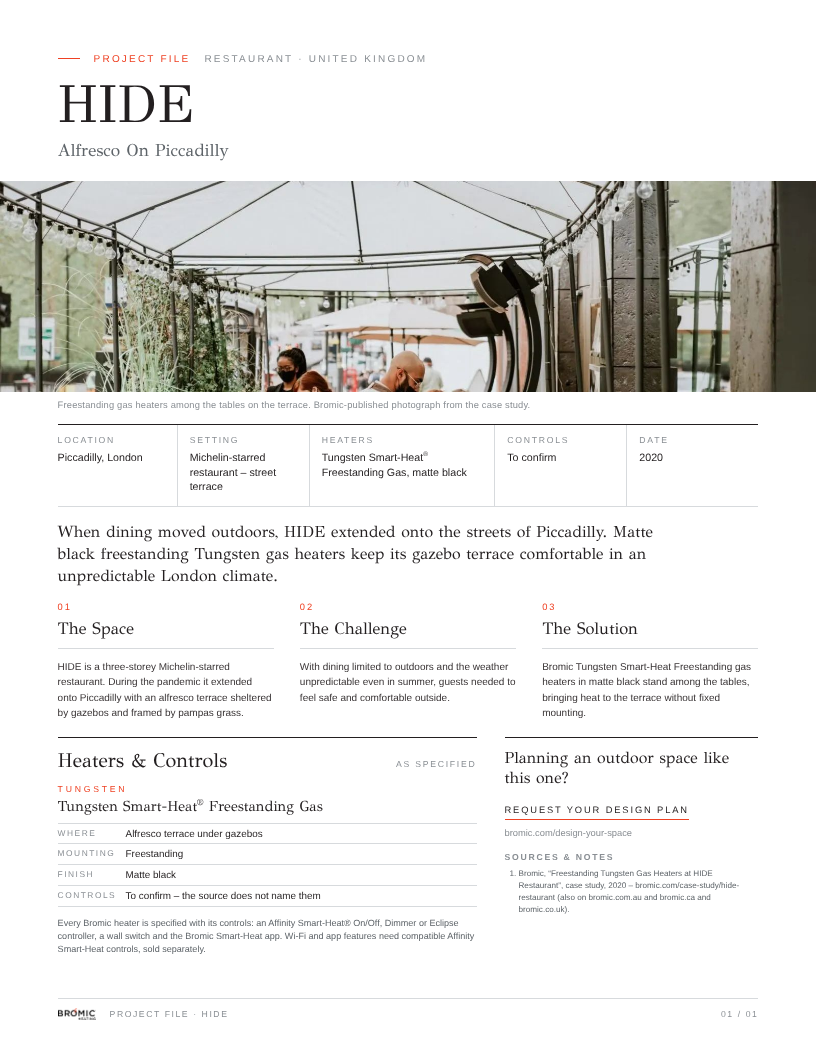 PROJECT FILE RESTAURANT · UNITED KINGDOM
HIDE
Alfresco On Piccadilly
Freestanding gas heaters among the tables on the terrace. Bromic-published photograph from the case study.
LOCATION
Piccadilly, London
SETTING
Michelin-starred
restaurant – street
terrace
HEATERS
Tungsten Smart-Heat®
Freestanding Gas, matte black
CONTROLS
To confirm
DATE
2020
When dining moved outdoors, HIDE extended onto the streets of Piccadilly. Matte
black freestanding Tungsten gas heaters keep its gazebo terrace comfortable in an
unpredictable London climate.
01
The Space
HIDE is a three-storey Michelin-starred
restaurant. During the pandemic it extended
onto Piccadilly with an alfresco terrace sheltered
by gazebos and framed by pampas grass.
02
The Challenge
With dining limited to outdoors and the weather
unpredictable even in summer, guests needed to
feel safe and comfortable outside.
03
The Solution
Bromic Tungsten Smart-Heat Freestanding gas
heaters in matte black stand among the tables,
bringing heat to the terrace without fixed
mounting.
Heaters & Controls AS SPECIFIED
TUNGSTEN
Tungsten Smart-Heat® Freestanding Gas
WHERE Alfresco terrace under gazebos
MOUNTING Freestanding
FINISH Matte black
CONTROLS To confirm – the source does not name them
Every Bromic heater is specified with its controls: an Affinity Smart-Heat® On/Off, Dimmer or Eclipse
controller, a wall switch and the Bromic Smart-Heat app. Wi-Fi and app features need compatible Affinity
Smart-Heat controls, sold separately.
Planning an outdoor space like
this one?
REQUEST YOUR DESIGN PLAN
bromic.com/design-your-space
SOURCES & NOTES
1. Bromic, “Freestanding Tungsten Gas Heaters at HIDE
Restaurant”, case study, 2020 – bromic.com/case-study/hide-
restaurant (also on bromic.com.au and bromic.ca and
bromic.co.uk).
BROMIC
HEATING
PROJECT FILE · HIDE
01 / 01